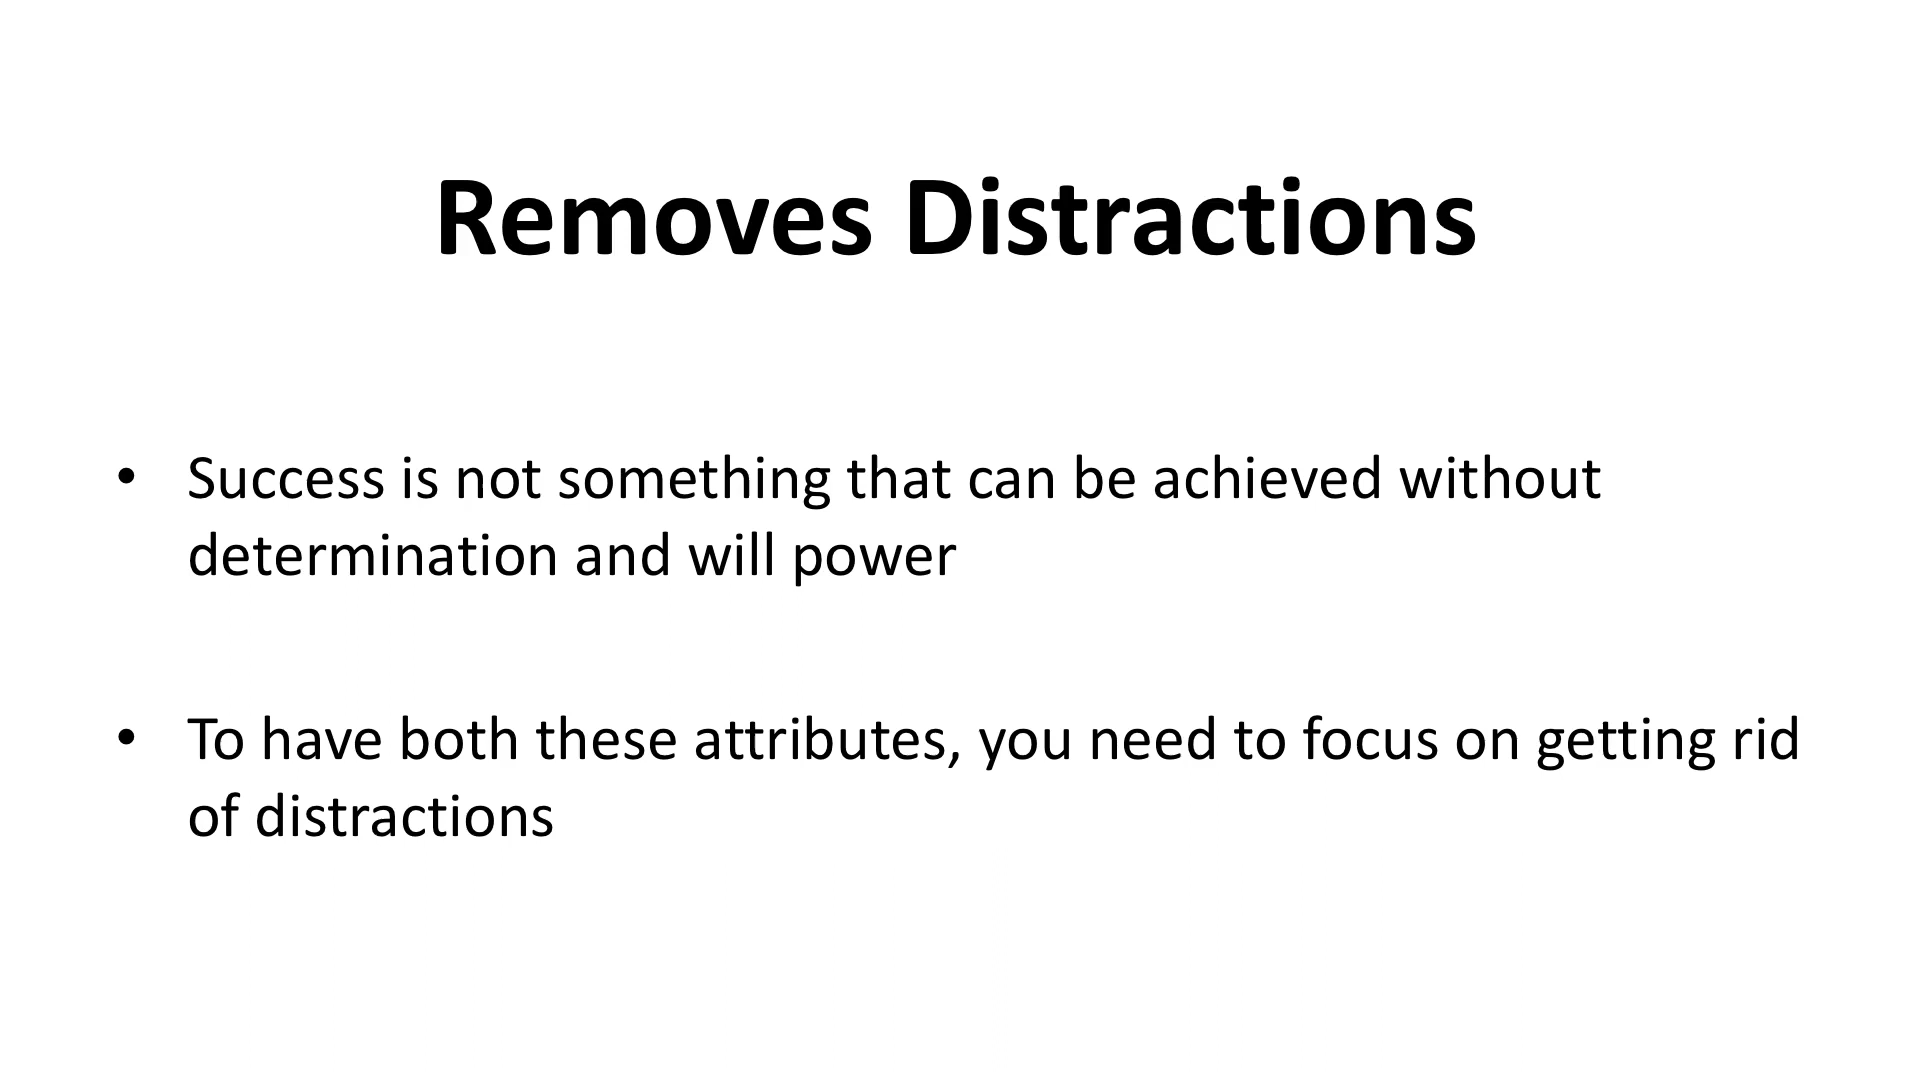 Removes Distractions
• Success is not something that can be achieved without
determination and will power
• To have both these attributes, you need to focus on getting rid
of distractions